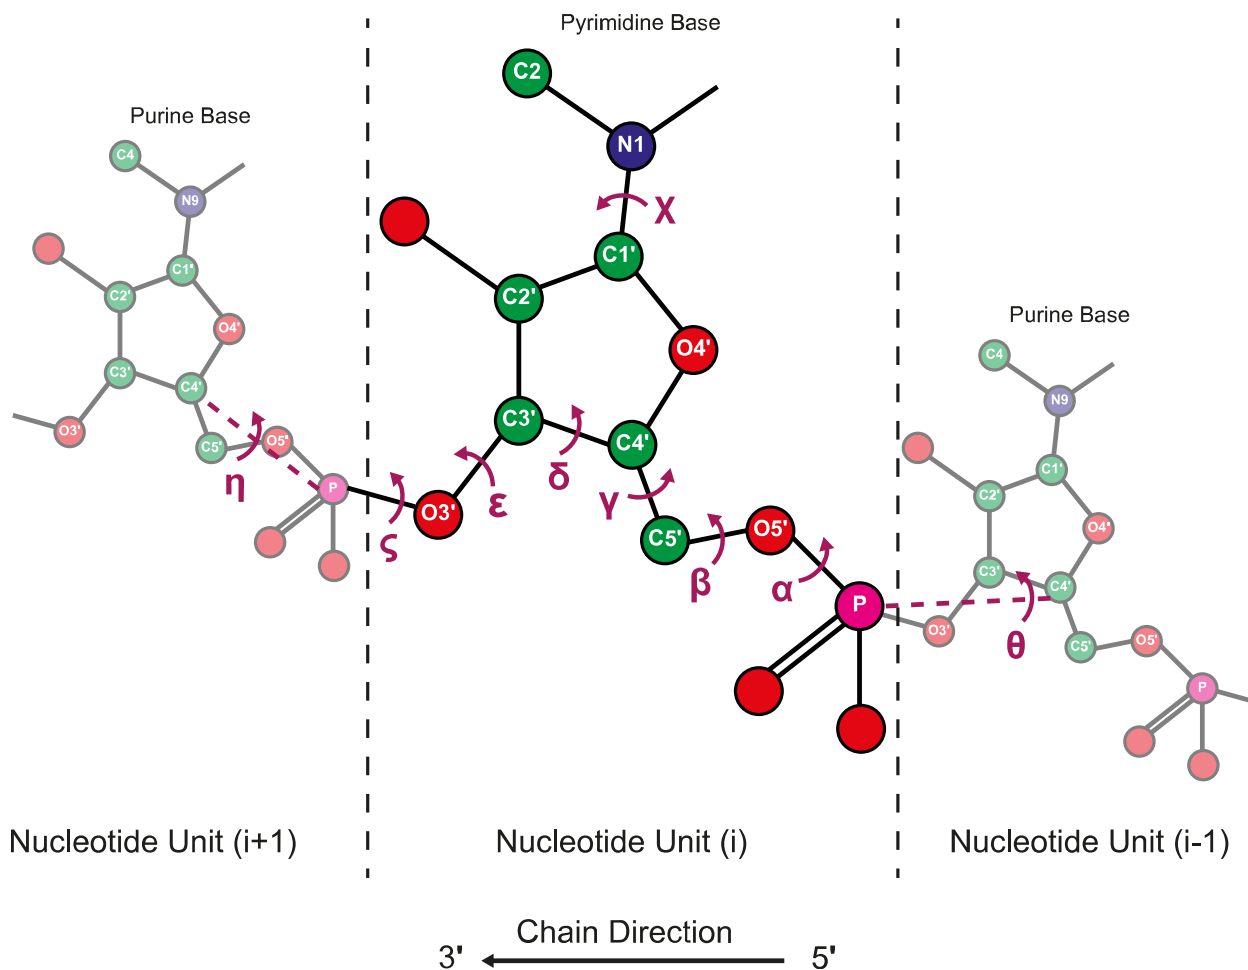 Pyrimidine Base
C2
N1
χ
C1'
C2'
O4'
C3'
C4'
δ
ε
γ
O3'
ς
C5'
O5'
β
α
P
Purine Base
C4
N9
C1'
C2'
O4'
C3'
C4'
O3'
C5'
O5'
η
P
Purine Base
C4
N9
C1'
C2'
O4'
C3'
C4'
O3'
θ
C5'
O5'
P
Nucleotide Unit (i+1)
Nucleotide Unit (i)
Nucleotide Unit (i-1)
Chain Direction
3' 5'